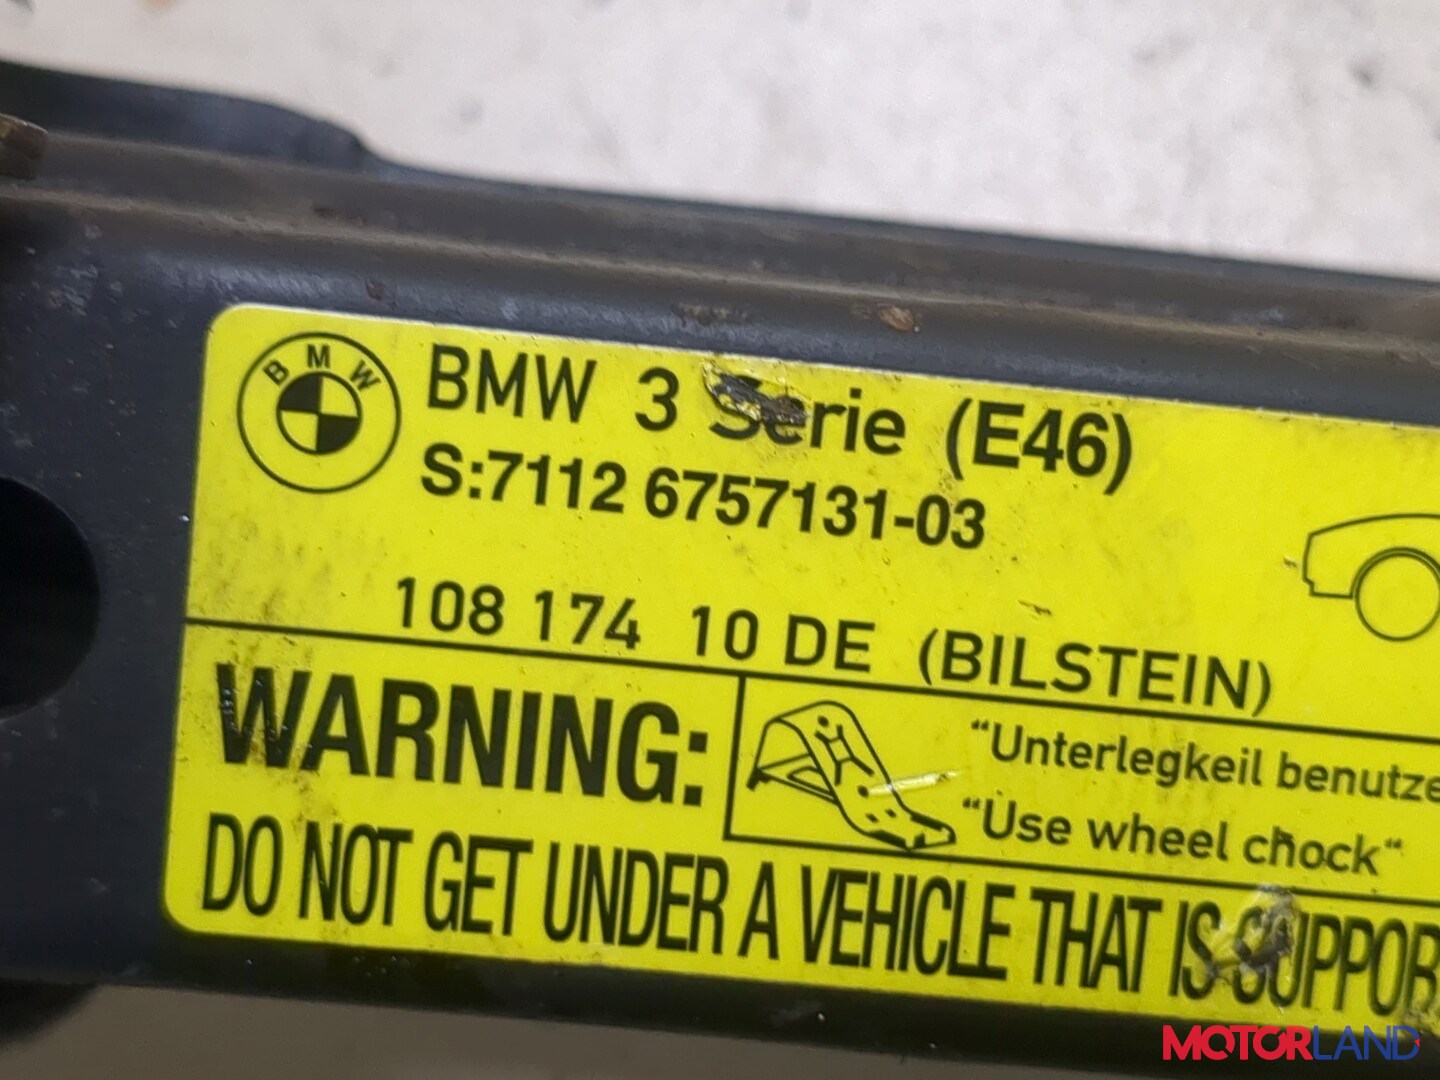 BMW
BMW 3 Serie (E46)
S:7112 6757131-03
108 174 10 DE (BILSTEIN)
WARNING:
"Unterlegkeil benutze
"Use wheel chock"
DO NOT GET UNDER A VEHICLE THAT IS SUPPOR
MOTORLAND